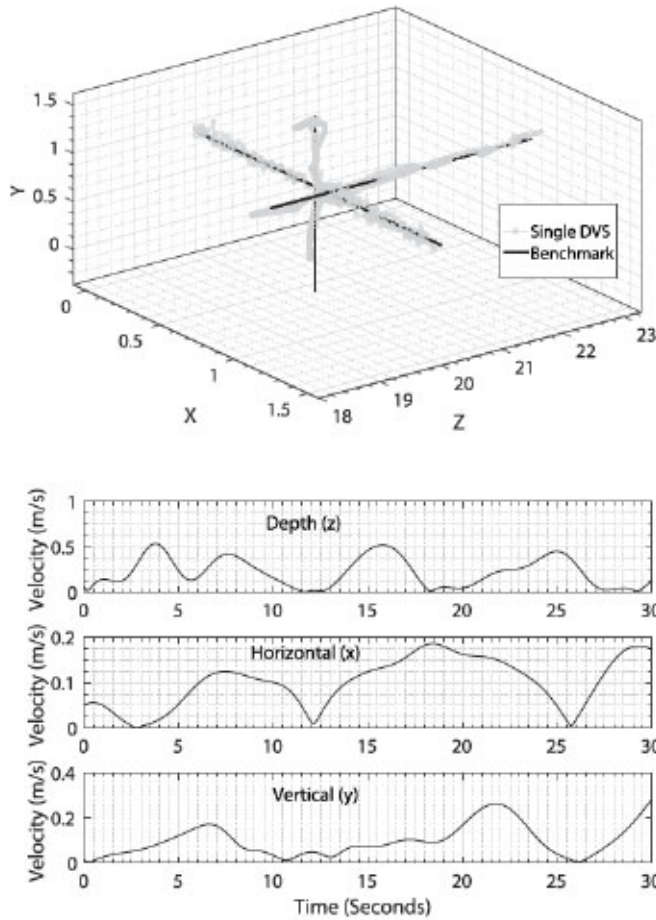 1.5
1
0.5
0
Y
Single DVS
Benchmark
0
0.5
1
1.5
X
18
19
20
21
22
23
Z
Velocity (m/s)
1
0.5
0
Depth (z)
0 5 10 15 20 25 30
Velocity (m/s)
0.2
0.1
0
Horizontal (x)
0 5 10 15 20 25 30
Velocity (m/s)
0.4
0.2
0
Vertical (y)
0 5 10 15 20 25 30
Time (Seconds)